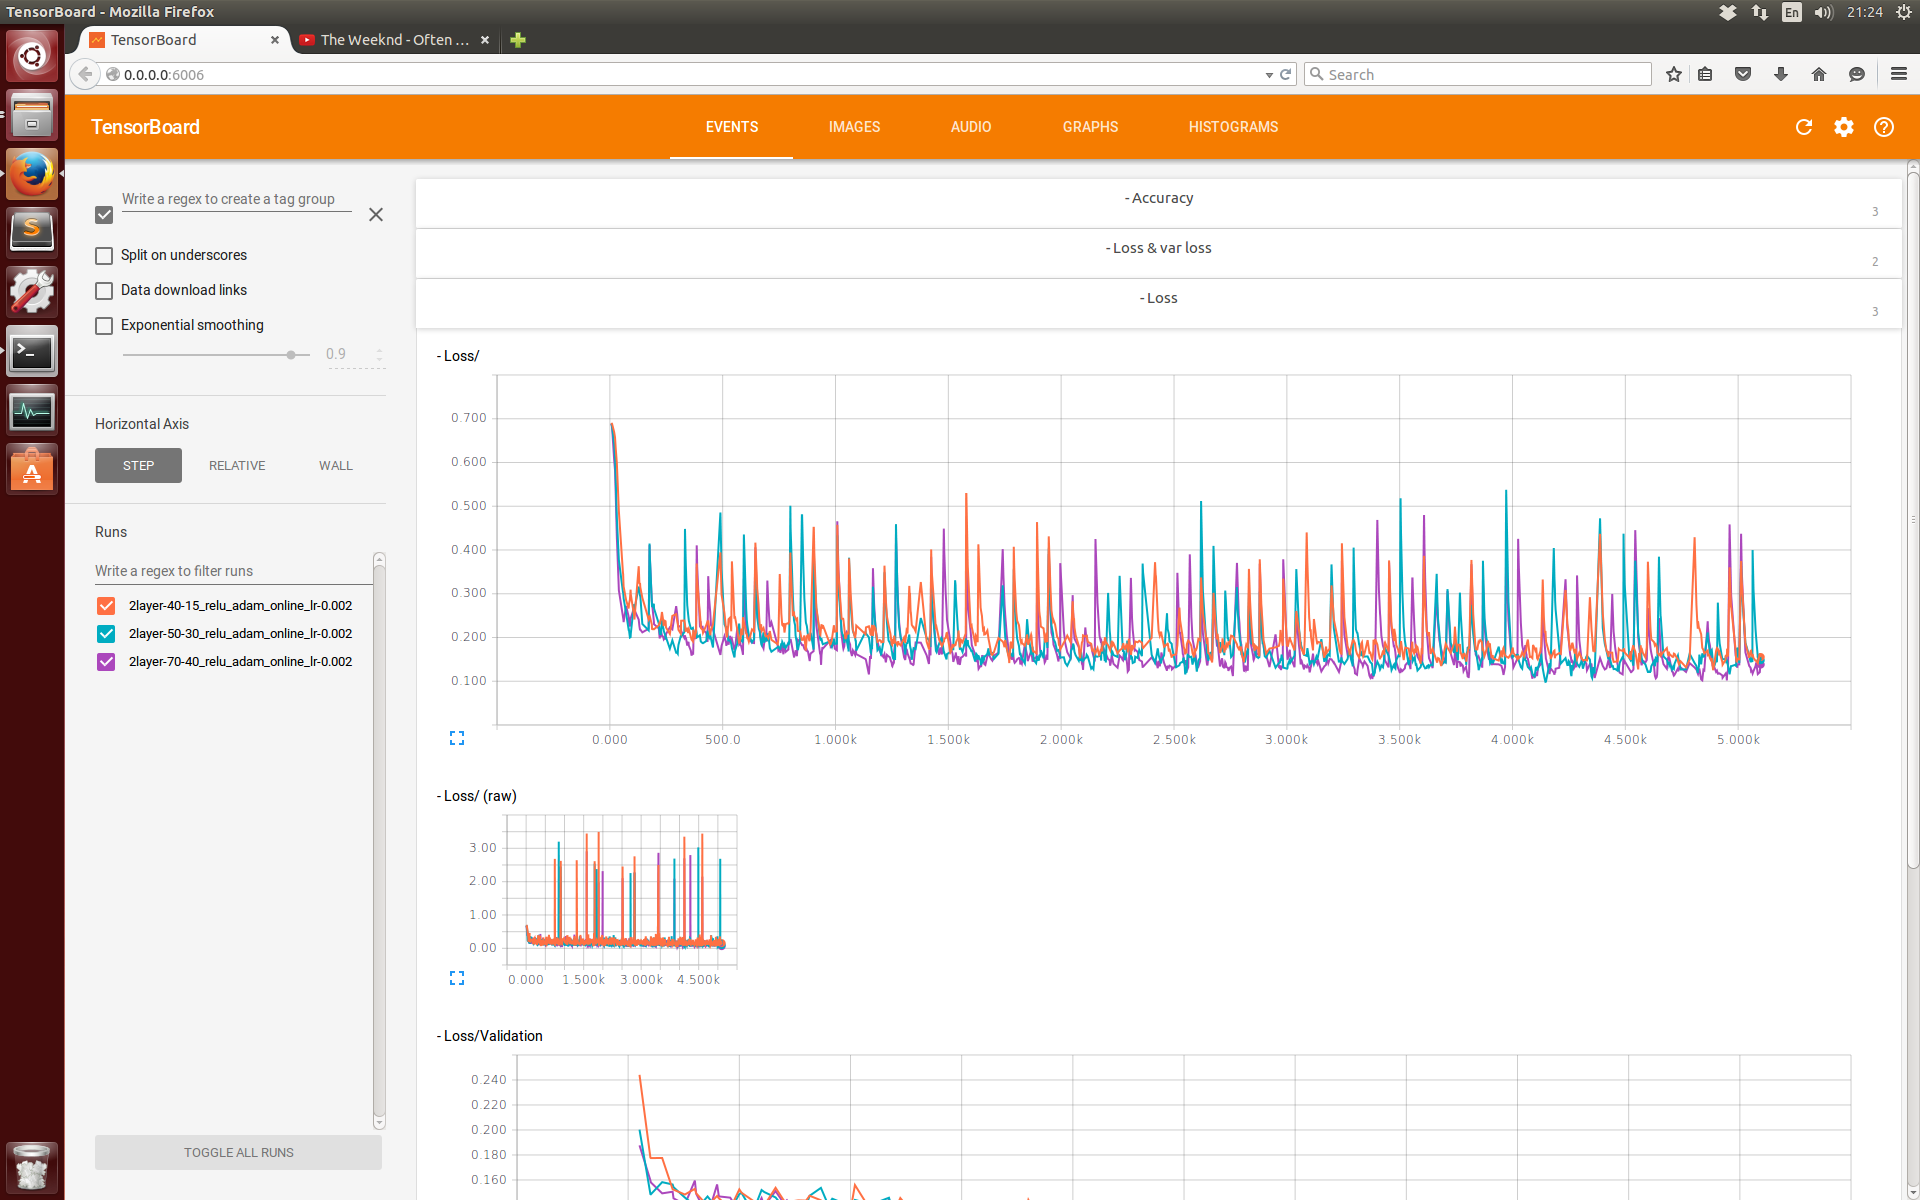 TensorBoard - Mozilla Firefox
En
21:24
TensorBoard
The Weeknd - Often ...
0.0.0.0:6006
Search
TensorBoard
EVENTS
IMAGES
AUDIO
GRAPHS
HISTOGRAMS
Write a regex to create a tag group
Split on underscores
Data download links
Exponential smoothing
0.9
Horizontal Axis
STEP
RELATIVE
WALL
Runs
Write a regex to filter runs
2layer-40-15_relu_adam_online_lr-0.002
2layer-50-30_relu_adam_online_lr-0.002
2layer-70-40_relu_adam_online_lr-0.002
TOGGLE ALL RUNS
- Accuracy
3
- Loss & var loss
2
- Loss
3
- Loss/
0.700
0.600
0.500
0.400
0.300
0.200
0.100
0.000 500.0 1.000k 1.500k 2.000k 2.500k 3.000k 3.500k 4.000k 4.500k 5.000k
- Loss/ (raw)
3.00
2.00
1.00
0.00
0.000 1.500k 3.000k 4.500k
- Loss/Validation
0.240
0.220
0.200
0.180
0.160